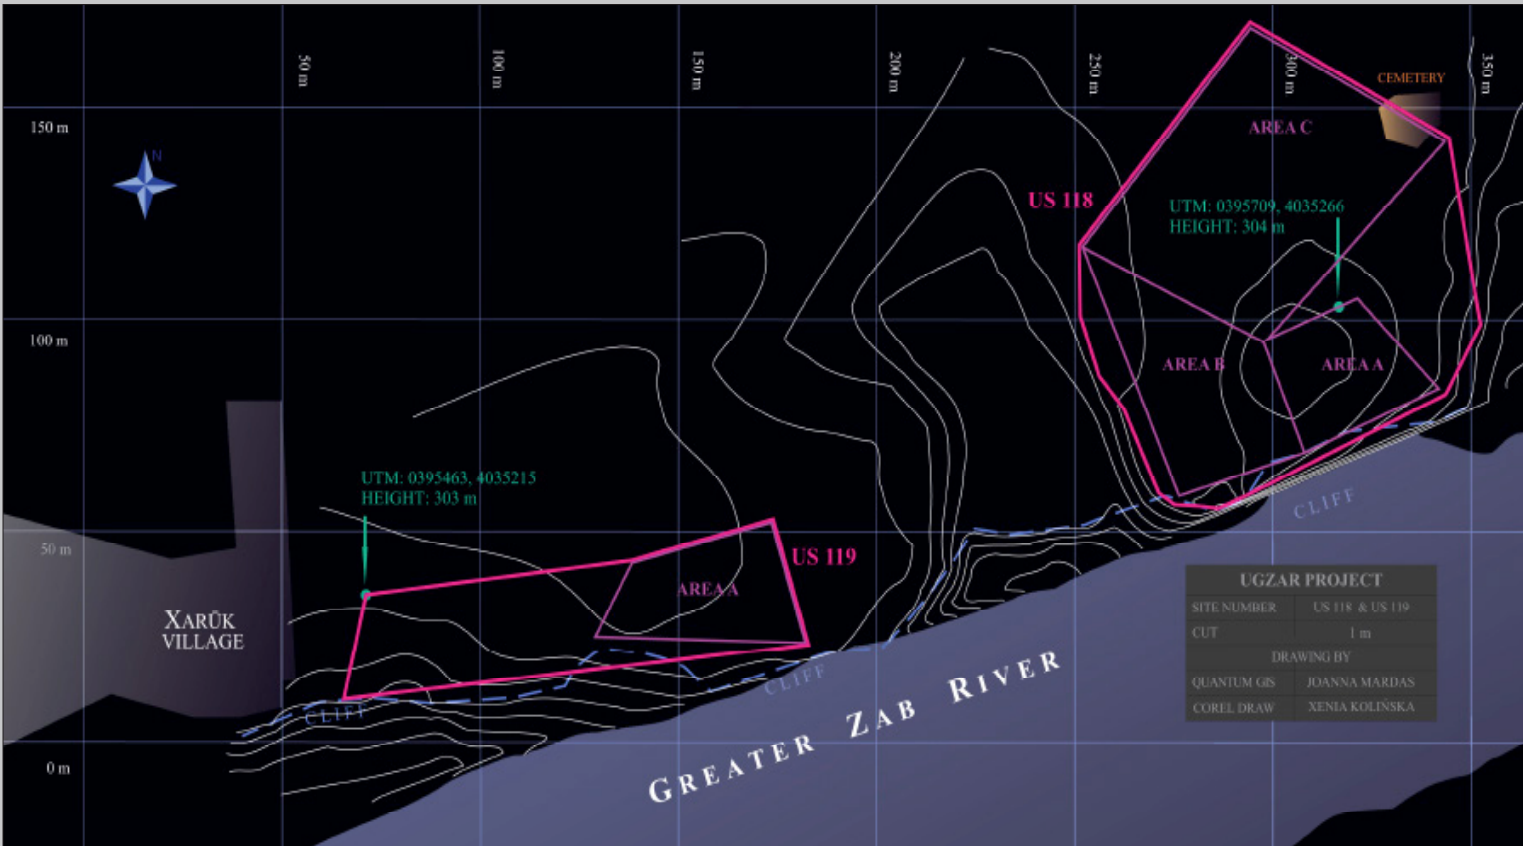 50 m
100 m
150 m
200 m
250 m
300 m
350 m
CEMETERY
150 m
AREA C
N
US 118
UTM: 0395709, 4035266
HEIGHT: 304 m
100 m
AREA B
AREA A
UTM: 0395463, 4035215
HEIGHT: 303 m
CLIFF
50 m
US 119
AREA A
XARŪK
VILLAGE
CLIFF
CLIFF
GREATER ZAB RIVER
0 m
UGZAR PROJECT
SITE NUMBER US 118 & US 119
CUT 1 m
DRAWING BY
QUANTUM GIS JOANNA MARDAS
COREL DRAW XENIA KOLIŃSKA